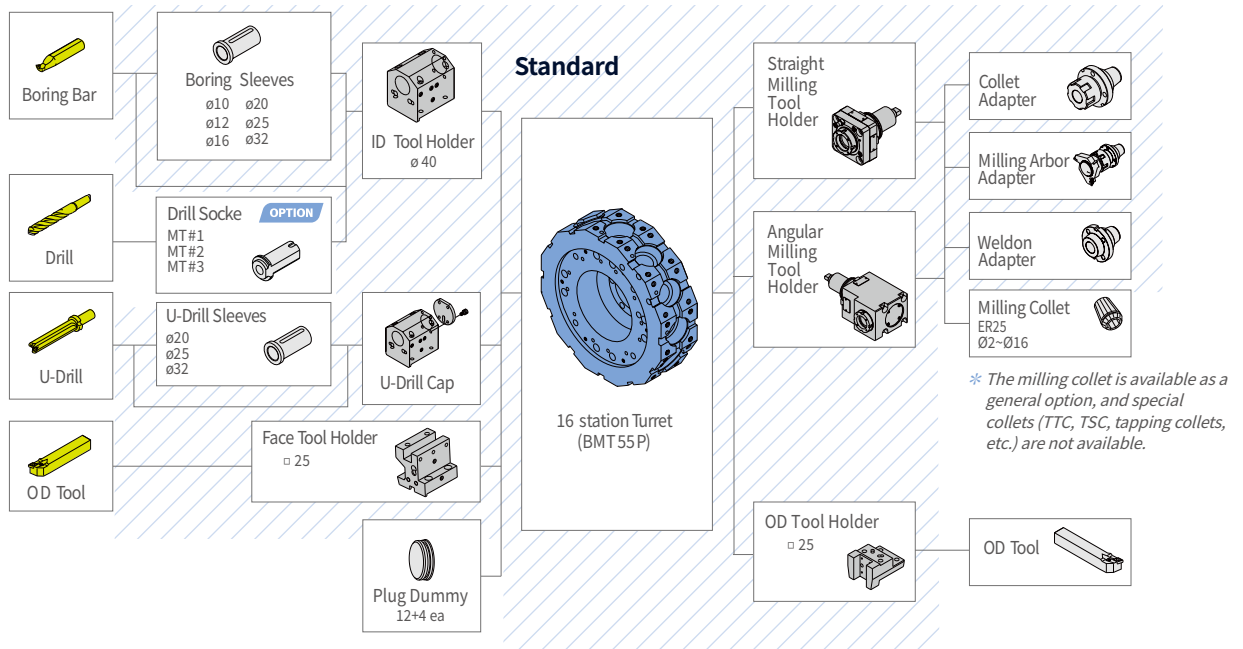 Standard
Boring Bar
Boring Sleeves
ø10 ø20
ø12 ø25
ø16 ø32
ID Tool Holder
ø 40
Drill
Drill Socke
OPTION
MT#1
MT#2
MT#3
U-Drill
U-Drill Sleeves
ø20
ø25
ø32
U-Drill Cap
OD Tool
Face Tool Holder
□ 25
Plug Dummy
12+4 ea
16 station Turret
(BMT55P)
Straight
Milling
Tool
Holder
Angular
Milling
Tool
Holder
OD Tool Holder
□ 25
Collet
Adapter
Milling Arbor
Adapter
Weldon
Adapter
Milling Collet
ER25
Ø2~Ø16
* The milling collet is available as a
general option, and special
collets (TTC, TSC, tapping collets,
etc.) are not available.
OD Tool